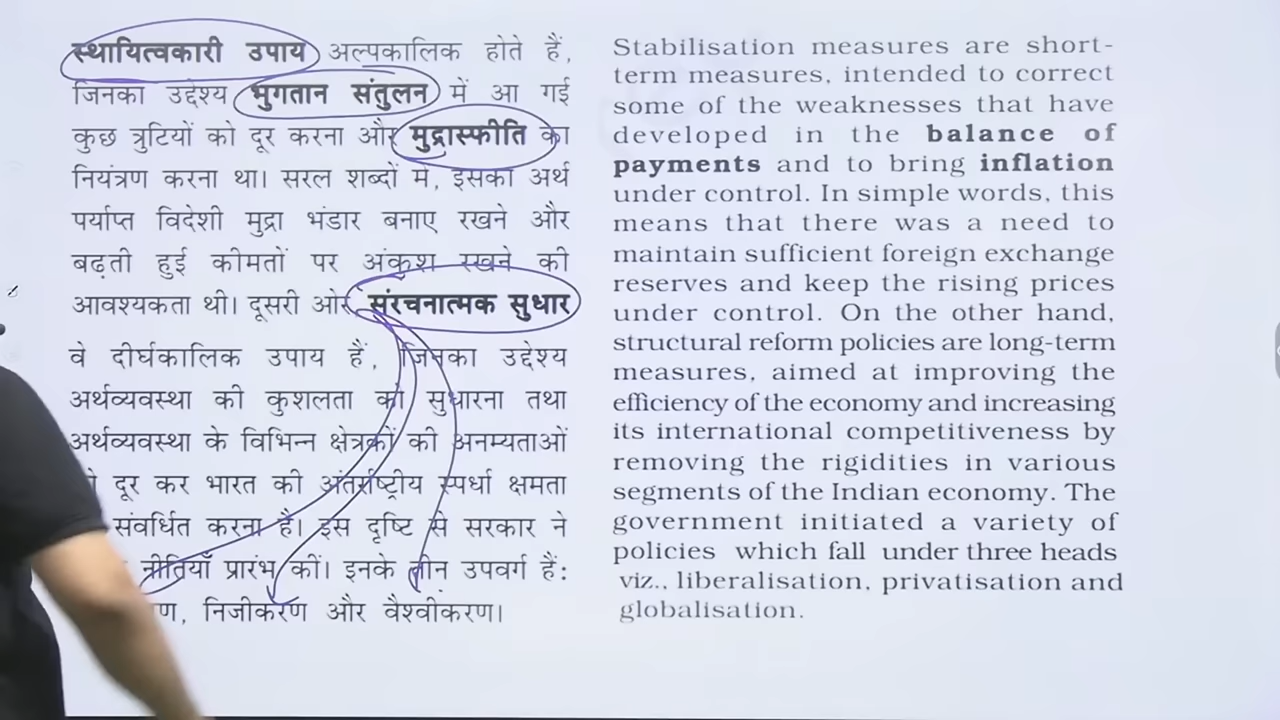 स्थायित्वकारी उपाय अल्पकालिक होते हैं,
जिनका उद्देश्य भुगतान संतुलन में आ गई
कुछ त्रुटियों को दूर करना और मुद्रास्फीति का
नियंत्रण करना था। सरल शब्दों में, इसका अर्थ
पर्याप्त विदेशी मुद्रा भंडार बनाए रखने और
बढ़ती हुई कीमतों पर अंकुश रखने की
आवश्यकता थी। दूसरी ओर संरचनात्मक सुधार
वे दीर्घकालिक उपाय हैं, जिनका उद्देश्य
अर्थव्यवस्था की कुशलता को सुधारना तथा
अर्थव्यवस्था के विभिन्न क्षेत्रकों की अनम्यताओं
दूर कर भारत की अंतर्राष्ट्रीय स्पर्धा क्षमता
संवर्धित करना है। इस दृष्टि से सरकार ने
नीतियाँ प्रारंभ कीं। इनके तीन उपवर्ग हैं:
निजीकरण और वैश्वीकरण।
Stabilisation measures are short-
term measures, intended to correct
some of the weaknesses that have
developed in the balance of
payments and to bring inflation
under control. In simple words, this
means that there was a need to
maintain sufficient foreign exchange
reserves and keep the rising prices
under control. On the other hand,
structural reform policies are long-term
measures, aimed at improving the
efficiency of the economy and increasing
its international competitiveness by
removing the rigidities in various
segments of the Indian economy. The
government initiated a variety of
policies which fall under three heads
viz., liberalisation, privatisation and
globalisation.